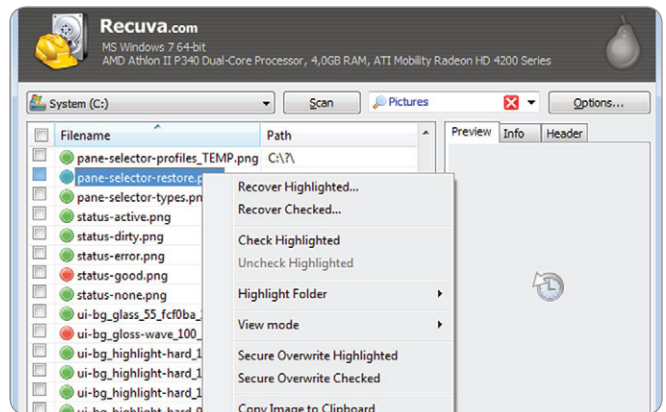 Recuva.com
MS Windows 7 64-bit
AMD Athlon II P340 Dual-Core Processor, 4,0GB RAM, ATI Mobility Radeon HD 4200 Series
System (C:) Scan Pictures Options...
Filename Path Preview Info Header
pane-selector-profiles_TEMP.png C:\?\
pane-selector-restore.p
pane-selector-types.pn
status-active.png
status-dirty.png
status-error.png
status-good.png
status-none.png
ui-bg_glass_55_fcf0ba_
ui-bg_gloss-wave_100_
ui-bg_highlight-hard_1
ui-bg_highlight-hard_1
ui-bg_highlight-hard_1
Recover Highlighted...
Recover Checked...
Check Highlighted
Uncheck Highlighted
Highlight Folder
View mode
Secure Overwrite Highlighted
Secure Overwrite Checked
Copy Image to Clipboard